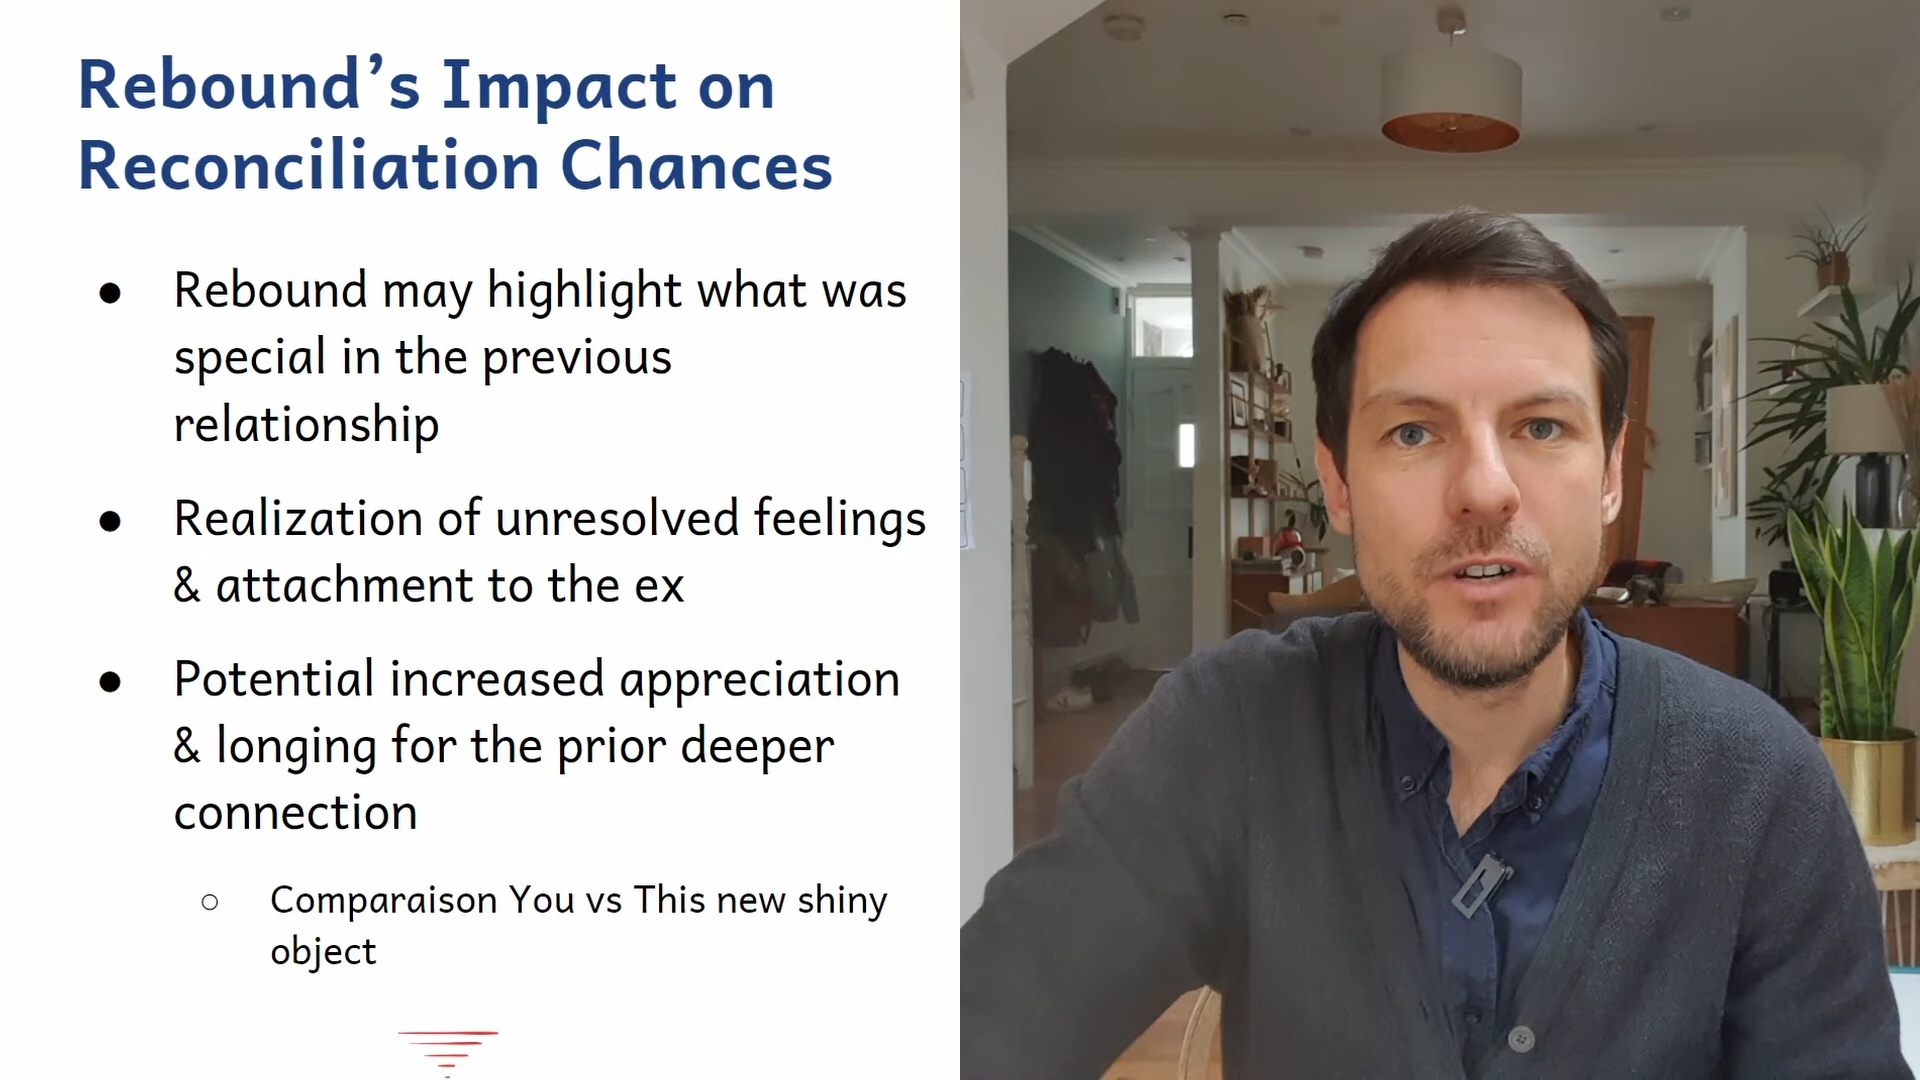 Rebound’s Impact on
Reconciliation Chances
● Rebound may highlight what was
special in the previous
relationship
● Realization of unresolved feelings
& attachment to the ex
● Potential increased appreciation
& longing for the prior deeper
connection
○ Comparaison You vs This new shiny
object